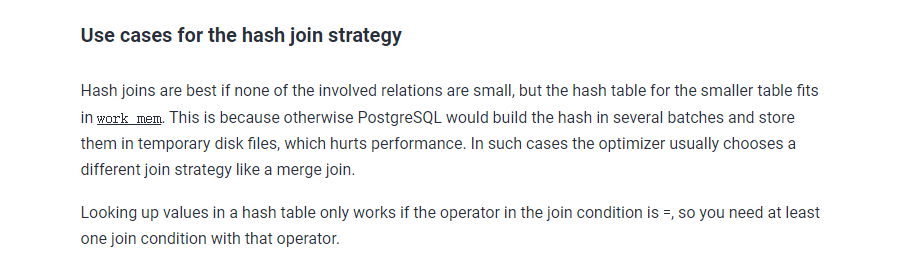 Use cases for the hash join strategy
Hash joins are best if none of the involved relations are small, but the hash table for the smaller table fits
in work_mem. This is because otherwise PostgreSQL would build the hash in several batches and store
them in temporary disk files, which hurts performance. In such cases the optimizer usually chooses a
different join strategy like a merge join.
Looking up values in a hash table only works if the operator in the join condition is =, so you need at least
one join condition with that operator.